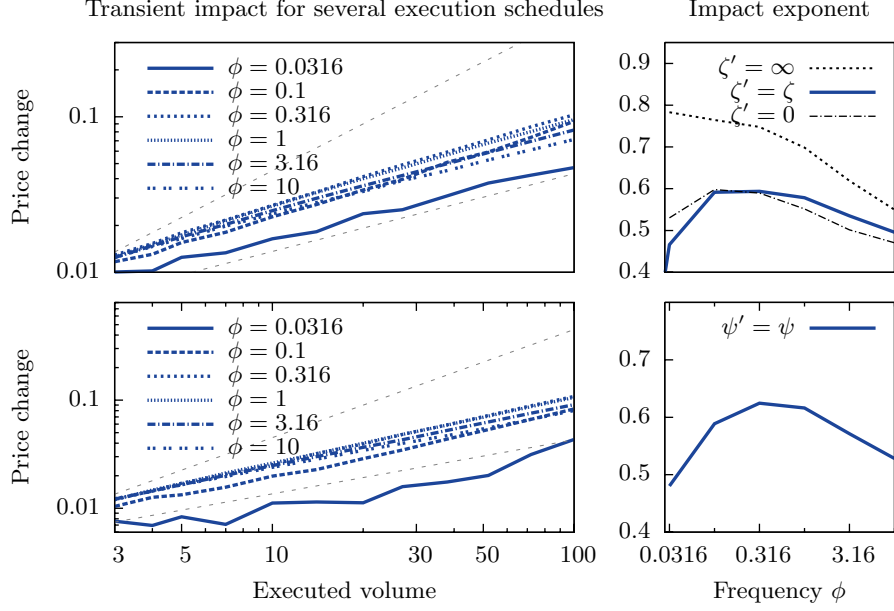 Transient impact for several execution schedules
Impact exponent
Price change
0.1
0.01
ϕ = 0.0316
ϕ = 0.1
ϕ = 0.316
ϕ = 1
ϕ = 3.16
ϕ = 10
0.9
0.8
0.7
0.6
0.5
0.4
ζ′ = ∞
ζ′ = ζ
ζ′ = 0
Price change
0.1
0.01
ϕ = 0.0316
ϕ = 0.1
ϕ = 0.316
ϕ = 1
ϕ = 3.16
ϕ = 10
3 5 10 30 50 100
Executed volume
0.7
0.6
0.5
0.4
ψ′ = ψ
0.0316 0.316 3.16
Frequency ϕ